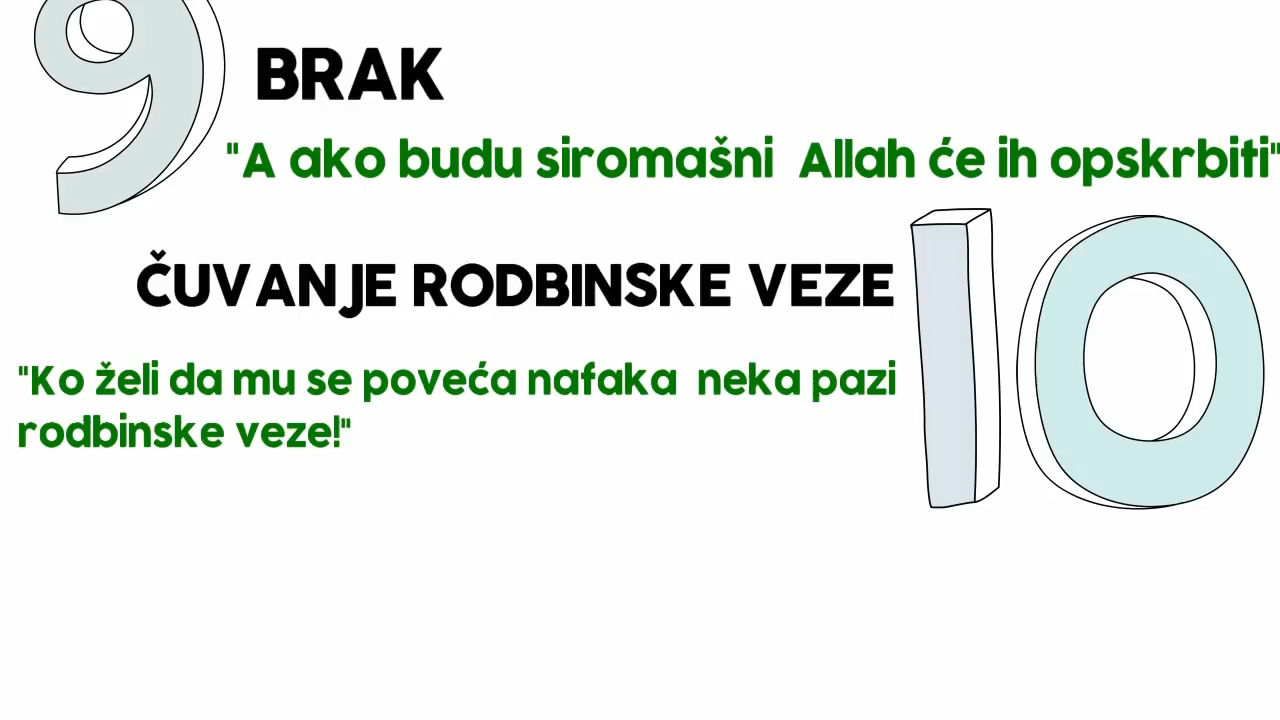 9
BRAK
"A ako budu siromašni Allah će ih opskrbiti"
10
ČUVANJE RODBINSKE VEZE
"Ko želi da mu se poveća nafaka neka pazi
rodbinske veze!"